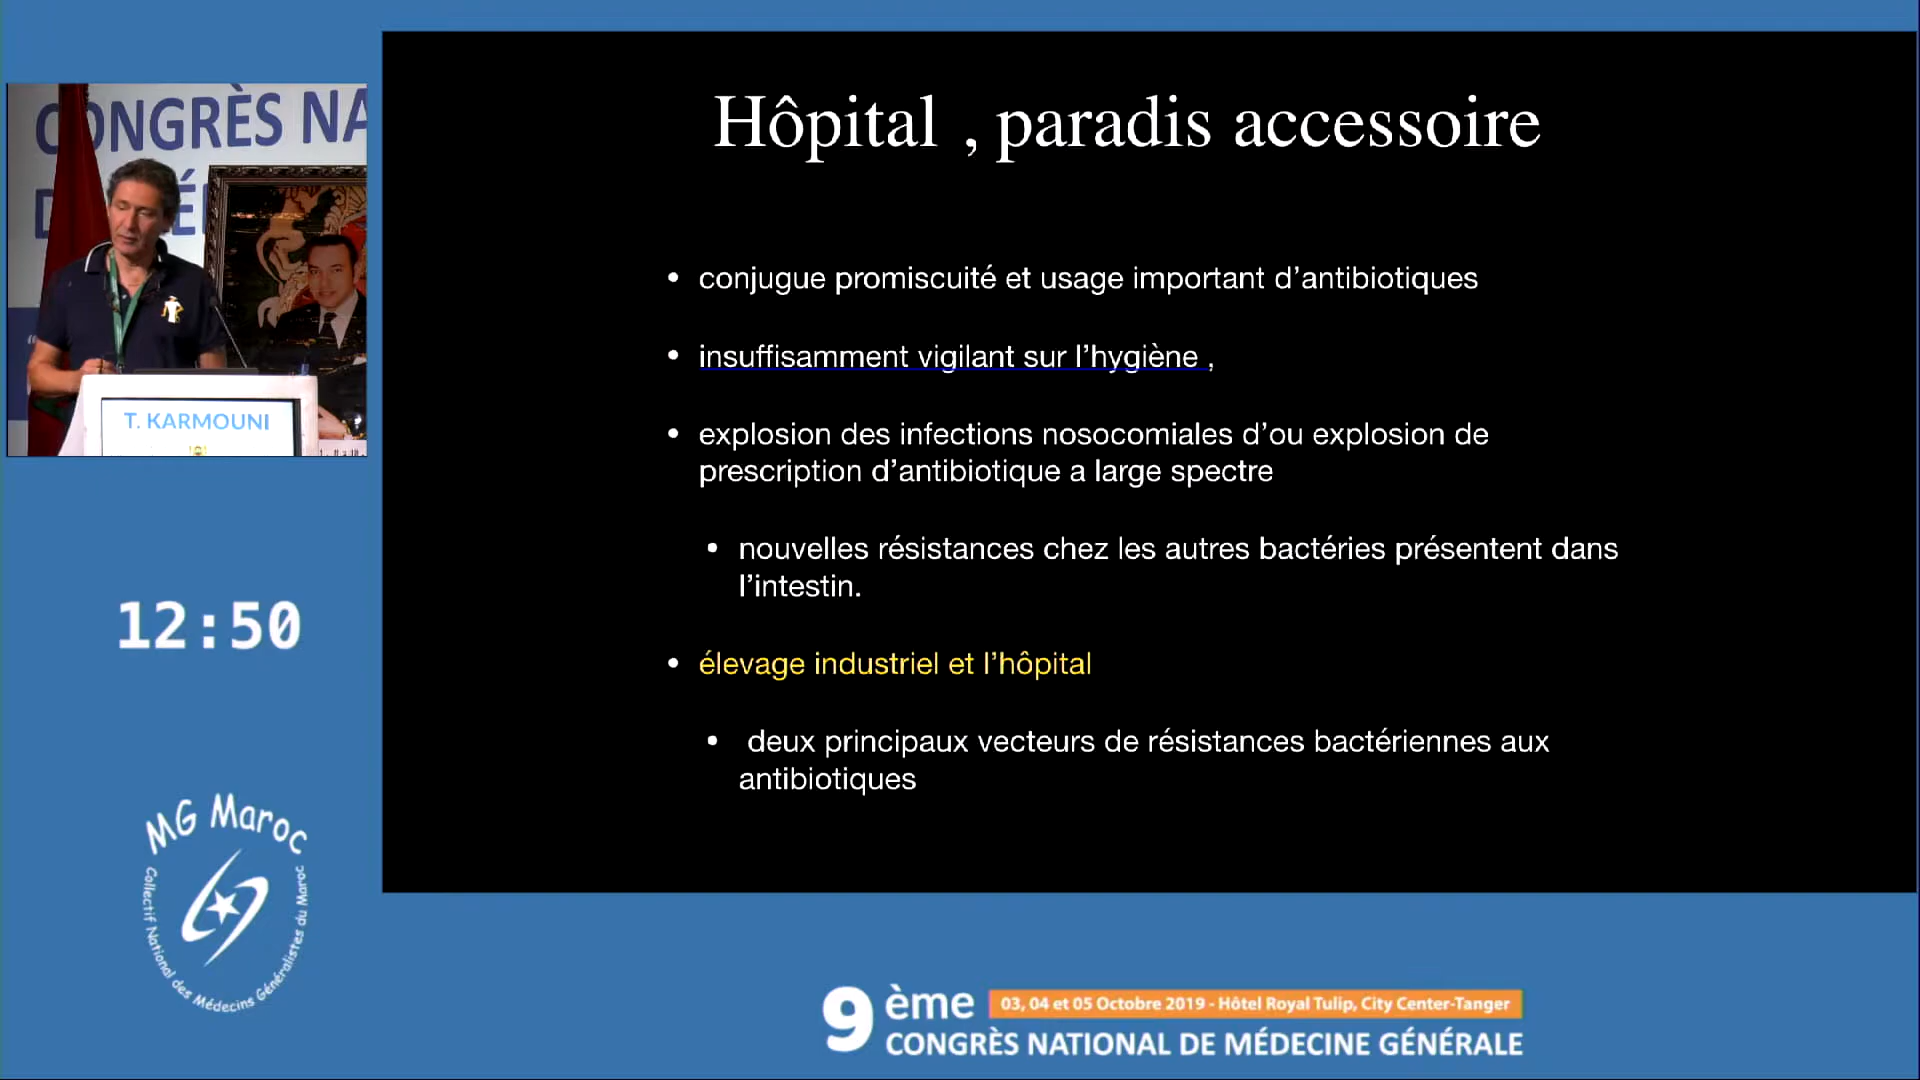 CONGRÈS NA
T. KARMOUNI
12:50
MG Maroc
Collectif National des Médecins Généralistes du Maroc
Hôpital , paradis accessoire
• conjugue promiscuité et usage important d’antibiotiques
• insuffisamment vigilant sur l’hygiène ,
• explosion des infections nosocomiales d’ou explosion de
prescription d’antibiotique a large spectre
• nouvelles résistances chez les autres bactéries présentent dans
l’intestin.
• élevage industriel et l’hôpital
• deux principaux vecteurs de résistances bactériennes aux
antibiotiques
9 ème
03, 04 et 05 Octobre 2019 - Hôtel Royal Tulip, City Center-Tanger
CONGRÈS NATIONAL DE MÉDECINE GÉNÉRALE